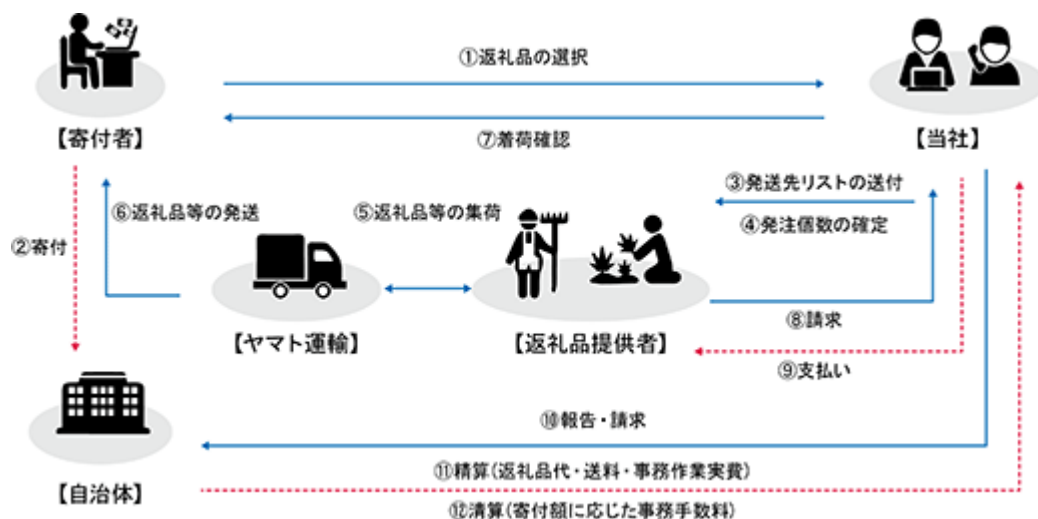 ①返礼品の選択
【寄付者】
⑦着荷確認
【当社】
③発送先リストの送付
⑥返礼品等の発送
⑤返礼品等の集荷
④発注個数の確定
②寄付
⑧請求
【ヤマト運輸】
【返礼品提供者】
⑨支払い
⑩報告・請求
⑪精算(返礼品代・送料・事務作業実費)
【自治体】
⑫清算(寄付額に応じた事務手数料)